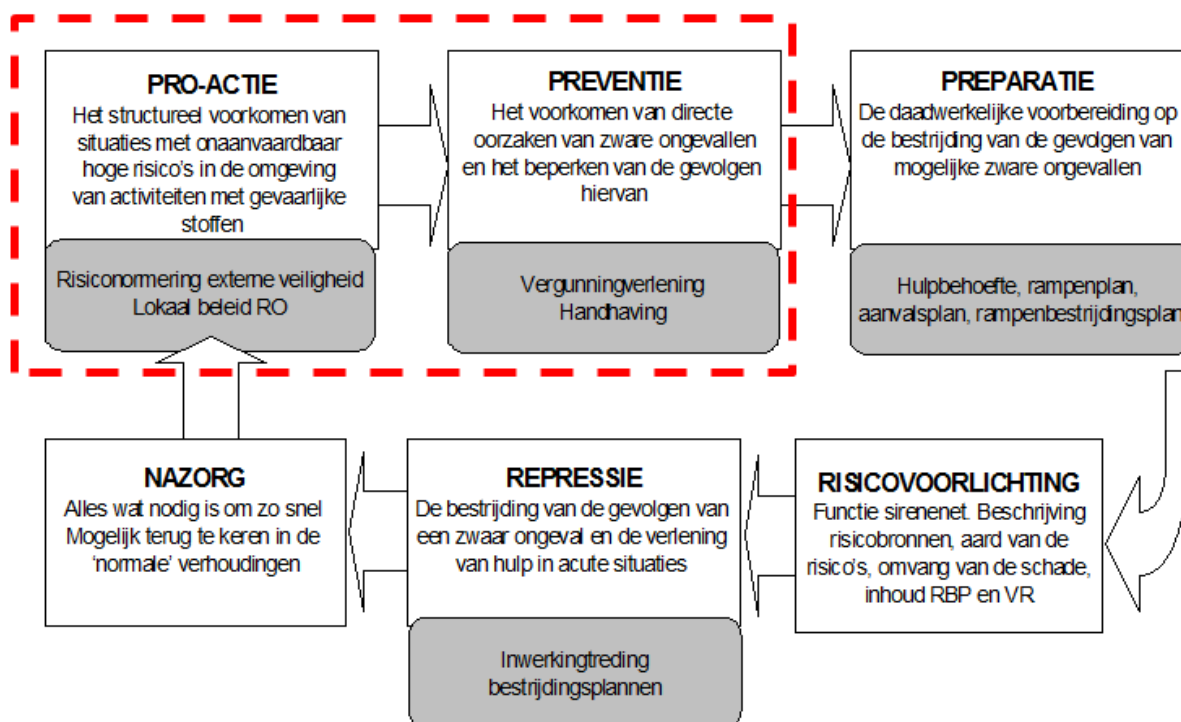 PRO-ACTIE
Het structureel voorkomen van
situaties met onaanvaardbaar
hoge risico's in de omgeving
van activiteiten met gevaarlijke
stoffen
Risiconormering externe veiligheid
Lokaal beleid RO
PREVENTIE
Het voorkomen van directe
oorzaken van zware ongevallen
en het beperken van de gevolgen
hiervan
Vergunningverlening
Handhaving
PREPARATIE
De daadwerkelijke voorbereiding op
de bestrijding van de gevolgen van
mogelijke zware ongevallen
Hulpbehoefte, rampenplan,
aanvalsplan, rampenbestrijdingsplan
NAZORG
Alles wat nodig is om zo snel
Mogelijk terug te keren in de
'normale' verhoudingen
REPRESSIE
De bestrijding van de gevolgen van
een zwaar ongeval en de verlening
van hulp in acute situaties
Inwerkingtreding
bestrijdingsplannen
RISICOVOORLICHTING
Functie sirenenet. Beschrijving
risicobronnen, aard van de
risico's, omvang van de schade,
inhoud RBP en VR